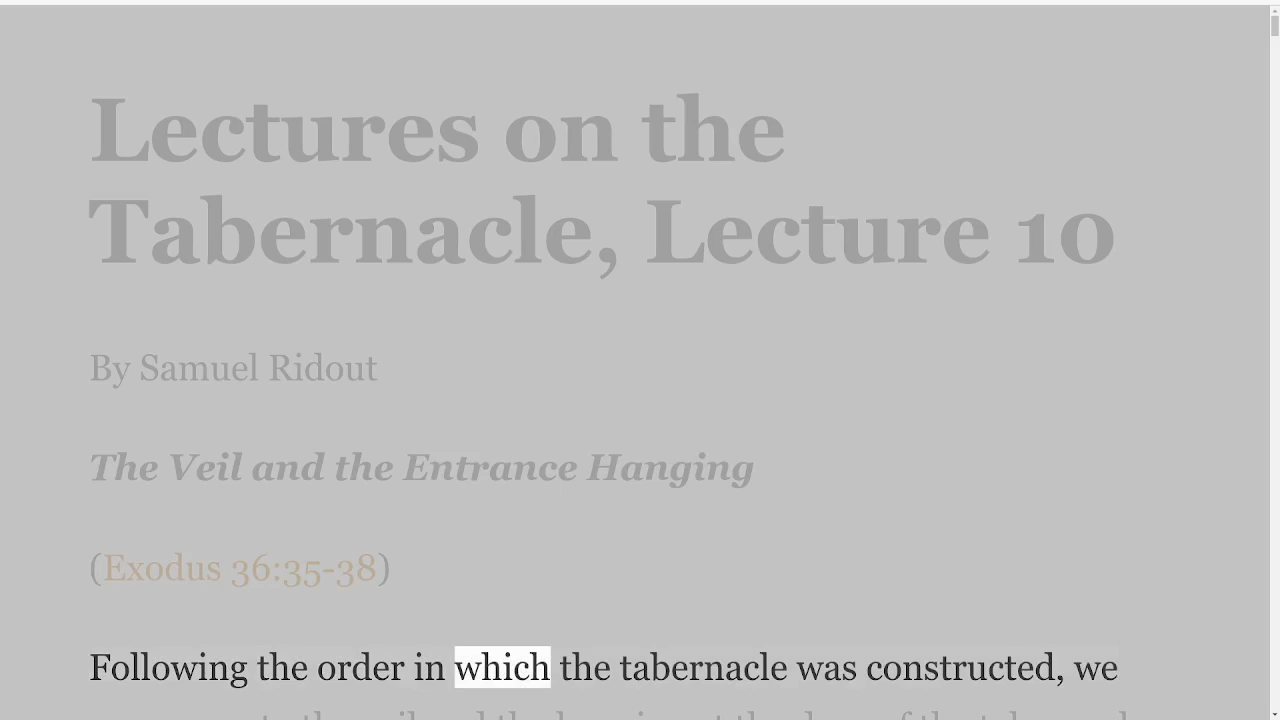 Lectures on the
Tabernacle, Lecture 10
By Samuel Ridout
The Veil and the Entrance Hanging
(Exodus 36:35-38)
Following the order in which the tabernacle was constructed, we